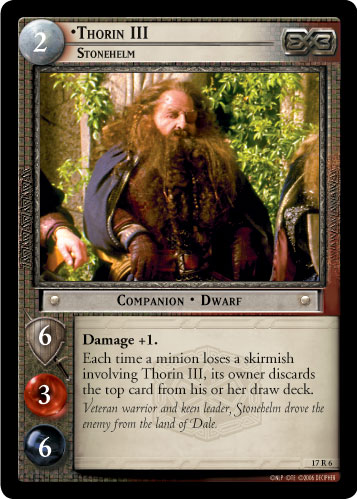 2
•Thorin III
Stonehelm
Companion • Dwarf
6
3
6
Damage +1.
Each time a minion loses a skirmish
involving Thorin III, its owner discards
the top card from his or her draw deck.
Veteran warrior and keen leader, Stonehelm drove the
enemy from the land of Dale.
17 R 6